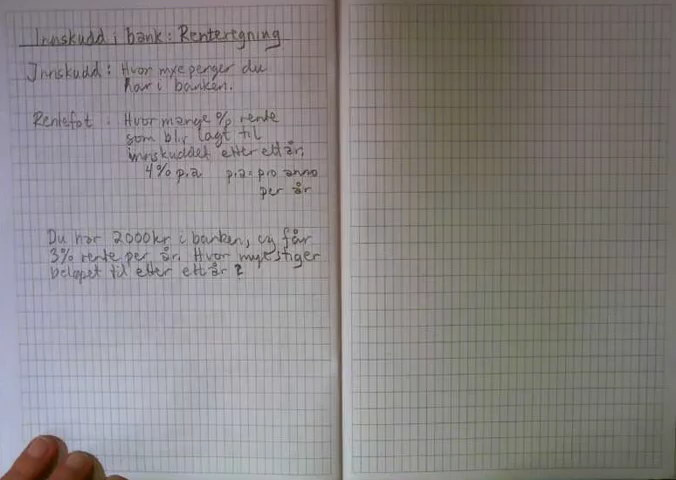 Innskudd i bank: Renteregning
Innskudd: Hvor mye penger du
har i banken.
Rentefot: Hvor mange % rente
som blir lagt til
innskuddet etter ett år.
4% p.a p.a = pro anno
per år
Du har 2000kr i banken, og får
3% rente per år. Hvor mye stiger
beløpet til etter ett år?